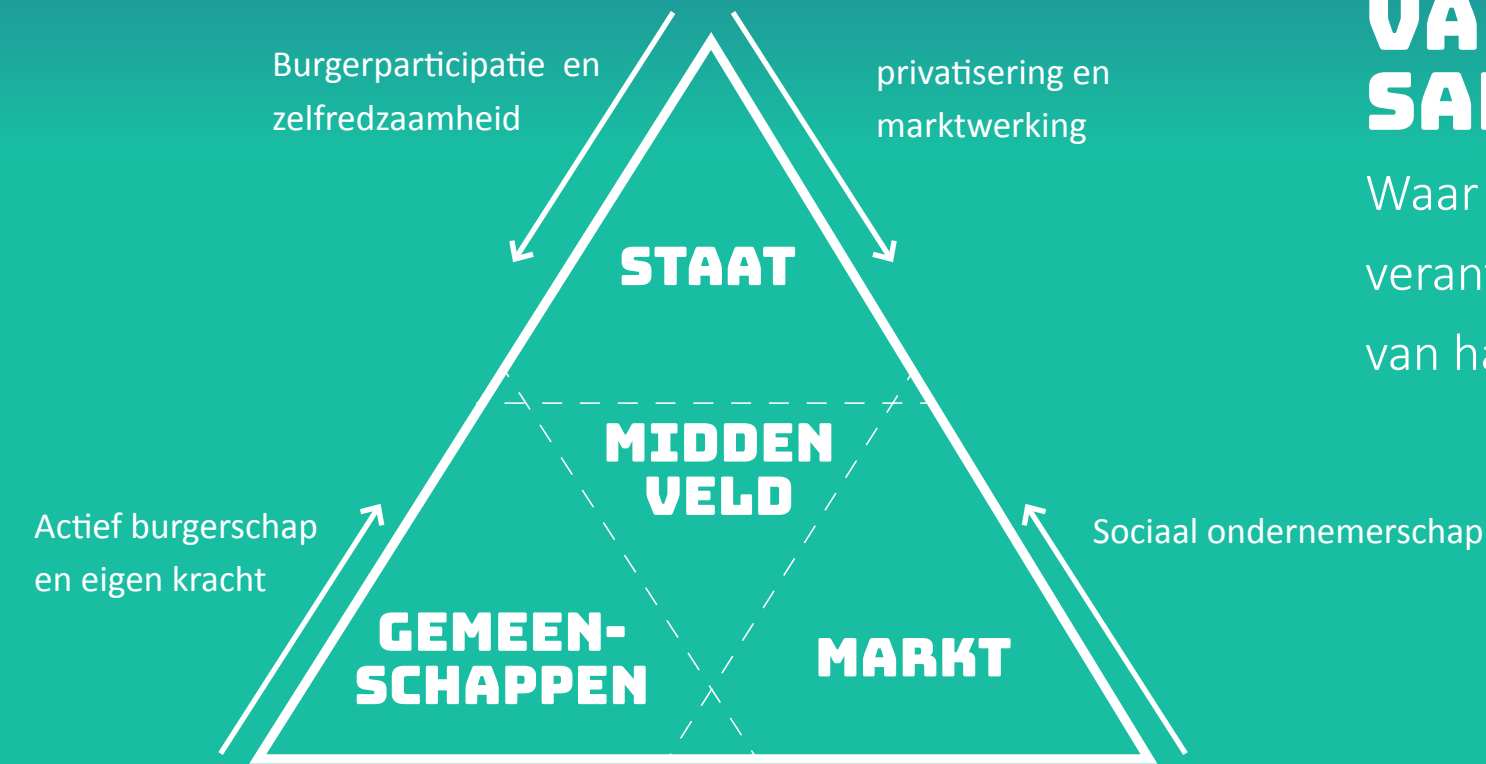 Burgerparticipatie en
zelfredzaamheid
privatisering en
marktwerking
STAAT
MIDDEN
VELD
Actief burgerschap
en eigen kracht
Sociaal ondernemerschap
GEMEEN-
SCHAPPEN
MARKT
Waar
van